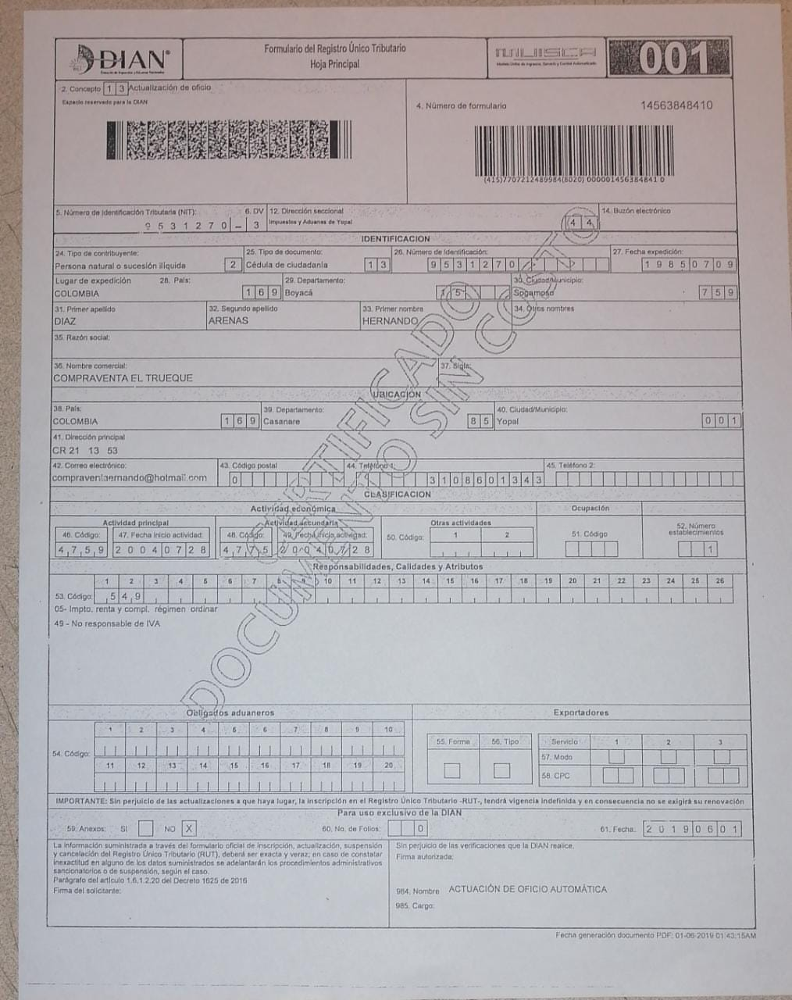 DIAN®
Formulario del Registro Único Tributario
Hoja Principal
MUISCA
Modelo Único de Ingresos, Servicio y Control Automatizado
001
2. Concepto 1 3 Actualización de oficio
Espacio reservado para la DIAN
4. Número de formulario 14563848410
(415)7707212489984(8020) 000001456384841 0
5. Número de Identificación Tributaria (NIT): 6. DV 12. Dirección seccional 14. Buzón electrónico
9 5 3 1 2 7 0 – 3 Impuestos y Aduanas de Yopal 4 4
IDENTIFICACION
24. Tipo de contribuyente: 25. Tipo de documento: 26. Número de Identificación: 27. Fecha expedición:
Persona natural o sucesión ilíquida 2 Cédula de ciudadanía 1 3 9 5 3 1 2 7 0 1 9 8 5 0 7 0 9
Lugar de expedición 28. País: 29. Departamento: 30. Ciudad/Municipio:
COLOMBIA 1 6 9 Boyacá 1 5 Sogamoso 7 5 9
31. Primer apellido 32. Segundo apellido 33. Primer nombre 34. Otros nombres
DIAZ ARENAS HERNANDO
35. Razón social:
36. Nombre comercial: 37. Sigla:
COMPRAVENTA EL TRUEQUE
UBICACIÓN
38. País: 39. Departamento: 40. Ciudad/Municipio:
COLOMBIA 1 6 9 Casanare 8 5 Yopal 0 0 1
41. Dirección principal
CR 21 13 53
42. Correo electrónico: 43. Código postal 44. Teléfono 1: 45. Teléfono 2:
compraventaernando@hotmail.com 0 3 1 0 8 6 0 1 3 4 3
CLASIFICACION
Actividad económica Ocupación
Actividad principal Actividad secundaria Otras actividades 52. Número establecimientos
46. Código: 47. Fecha inicio actividad: 48. Código: 49. Fecha inicio actividad: 50. Código: 1 2 51. Código
4 7 5 9 2 0 0 4 0 7 2 8 4 7 7 5 2 0 0 4 0 7 2 8 1
Responsabilidades, Calidades y Atributos
1 2 3 4 5 6 7 8 9 10 11 12 13 14 15 16 17 18 19 20 21 22 23 24 25 26
53. Código: 5 4 9
05- Impto. renta y compl. régimen ordinar
49 - No responsable de IVA
CERTIFICADO
DOCUMENTO SIN COSTO
Obligados aduaneros Exportadores
1 2 3 4 5 6 7 8 9 10
55. Forma 56. Tipo Servicio 1 2 3
54. Código:
57. Modo
11 12 13 14 15 16 17 18 19 20
58. CPC
IMPORTANTE: Sin perjuicio de las actualizaciones a que haya lugar, la inscripción en el Registro Único Tributario -RUT-, tendrá vigencia indefinida y en consecuencia no se exigirá su renovación
Para uso exclusivo de la DIAN
59. Anexos: SI NO X 60. No. de Folios: 0 61. Fecha: 2 0 1 9 0 6 0 1
La información suministrada a través del formulario oficial de inscripción, actualización, suspensión
y cancelación del Registro Único Tributario (RUT), deberá ser exacta y veraz; en caso de constatar
inexactitud en alguno de los datos suministrados se adelantarán los procedimientos administrativos
sancionatorios o de suspensión, según el caso.
Parágrafo del artículo 1.6.1.2.20 del Decreto 1625 de 2016
Firma del solicitante:
Sin perjuicio de las verificaciones que la DIAN realice.
Firma autorizada:
984. Nombre ACTUACIÓN DE OFICIO AUTOMÁTICA
985. Cargo:
Fecha generación documento PDF: 01-06-2019 01:43:15AM